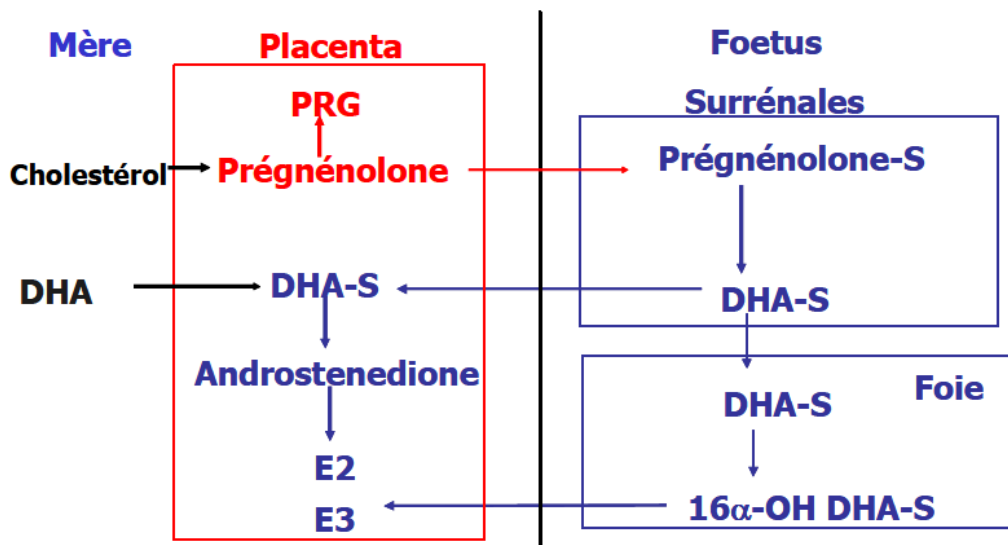 Mère
Placenta
Foetus
Surrénales
PRG
Cholestérol
Prégnénolone
Prégnénolone-S
DHA
DHA-S
DHA-S
Androstenedione
DHA-S
Foie
E2
E3
16α-OH DHA-S